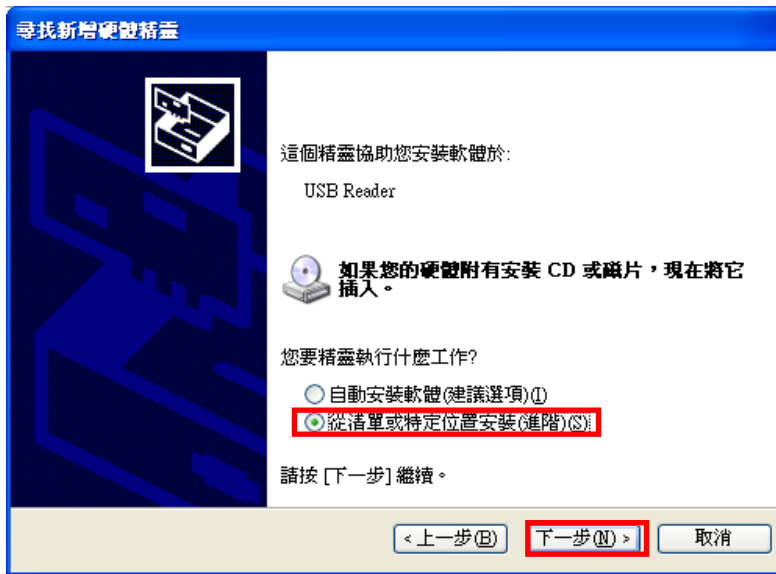 尋找新增硬體精靈
這個精靈協助您安裝軟體於:
USB Reader
如果您的硬體附有安裝 CD 或磁片，現在將它
插入。
您要精靈執行什麼工作?
自動安裝軟體(建議選項)(I)
從清單或特定位置安裝(進階)(S)
請按 [下一步] 繼續。
< 上一步(B) 下一步(N) > 取消